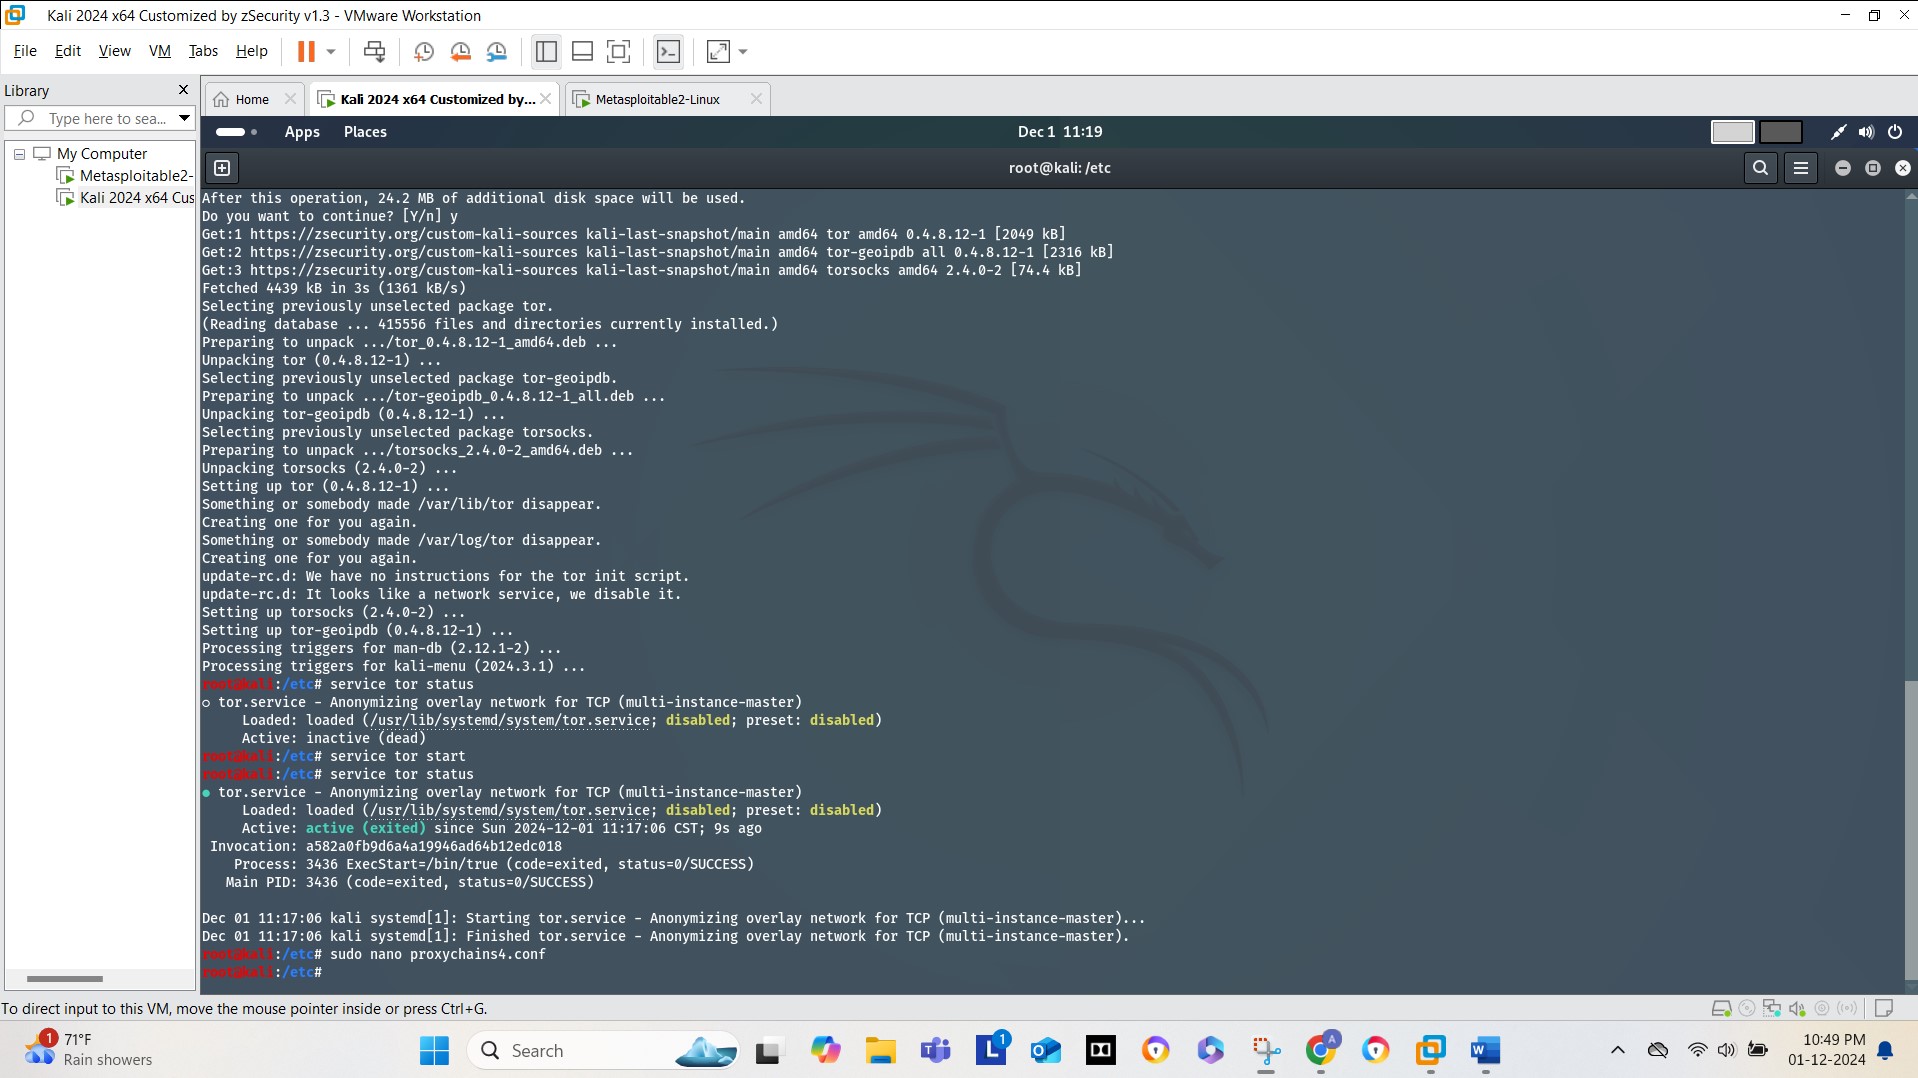 Kali 2024 x64 Customized by zSecurity v1.3 - VMware Workstation
File Edit View VM Tabs Help
Library
Home
Kali 2024 x64 Customized by...
Metasploitable2-Linux
Type here to sea...
Apps Places
Dec 1 11:19
My Computer
Metasploitable2-
Kali 2024 x64 Cus
root@kali: /etc
After this operation, 24.2 MB of additional disk space will be used.
Do you want to continue? [Y/n] y
Get:1 https://zsecurity.org/custom-kali-sources kali-last-snapshot/main amd64 tor amd64 0.4.8.12-1 [2049 kB]
Get:2 https://zsecurity.org/custom-kali-sources kali-last-snapshot/main amd64 tor-geoipdb all 0.4.8.12-1 [2316 kB]
Get:3 https://zsecurity.org/custom-kali-sources kali-last-snapshot/main amd64 torsocks amd64 2.4.0-2 [74.4 kB]
Fetched 4439 kB in 3s (1361 kB/s)
Selecting previously unselected package tor.
(Reading database ... 415556 files and directories currently installed.)
Preparing to unpack .../tor_0.4.8.12-1_amd64.deb ...
Unpacking tor (0.4.8.12-1) ...
Selecting previously unselected package tor-geoipdb.
Preparing to unpack .../tor-geoipdb_0.4.8.12-1_all.deb ...
Unpacking tor-geoipdb (0.4.8.12-1) ...
Selecting previously unselected package torsocks.
Preparing to unpack .../torsocks_2.4.0-2_amd64.deb ...
Unpacking torsocks (2.4.0-2) ...
Setting up tor (0.4.8.12-1) ...
Something or somebody made /var/lib/tor disappear.
Creating one for you again.
Something or somebody made /var/log/tor disappear.
Creating one for you again.
update-rc.d: We have no instructions for the tor init script.
update-rc.d: It looks like a network service, we disable it.
Setting up torsocks (2.4.0-2) ...
Setting up tor-geoipdb (0.4.8.12-1) ...
Processing triggers for man-db (2.12.1-2) ...
Processing triggers for kali-menu (2024.3.1) ...
root@kali:/etc# service tor status
○ tor.service - Anonymizing overlay network for TCP (multi-instance-master)
Loaded: loaded (/usr/lib/systemd/system/tor.service; disabled; preset: disabled)
Active: inactive (dead)
root@kali:/etc# service tor start
root@kali:/etc# service tor status
● tor.service - Anonymizing overlay network for TCP (multi-instance-master)
Loaded: loaded (/usr/lib/systemd/system/tor.service; disabled; preset: disabled)
Active: active (exited) since Sun 2024-12-01 11:17:06 CST; 9s ago
Invocation: a582a0fb9d6a4a19946ad64b12edc018
Process: 3436 ExecStart=/bin/true (code=exited, status=0/SUCCESS)
Main PID: 3436 (code=exited, status=0/SUCCESS)
Dec 01 11:17:06 kali systemd[1]: Starting tor.service - Anonymizing overlay network for TCP (multi-instance-master)...
Dec 01 11:17:06 kali systemd[1]: Finished tor.service - Anonymizing overlay network for TCP (multi-instance-master).
root@kali:/etc# sudo nano proxychains4.conf
root@kali:/etc#
To direct input to this VM, move the mouse pointer inside or press Ctrl+G.
1
71°F
Rain showers
Search
1
A
10:49 PM
01-12-2024